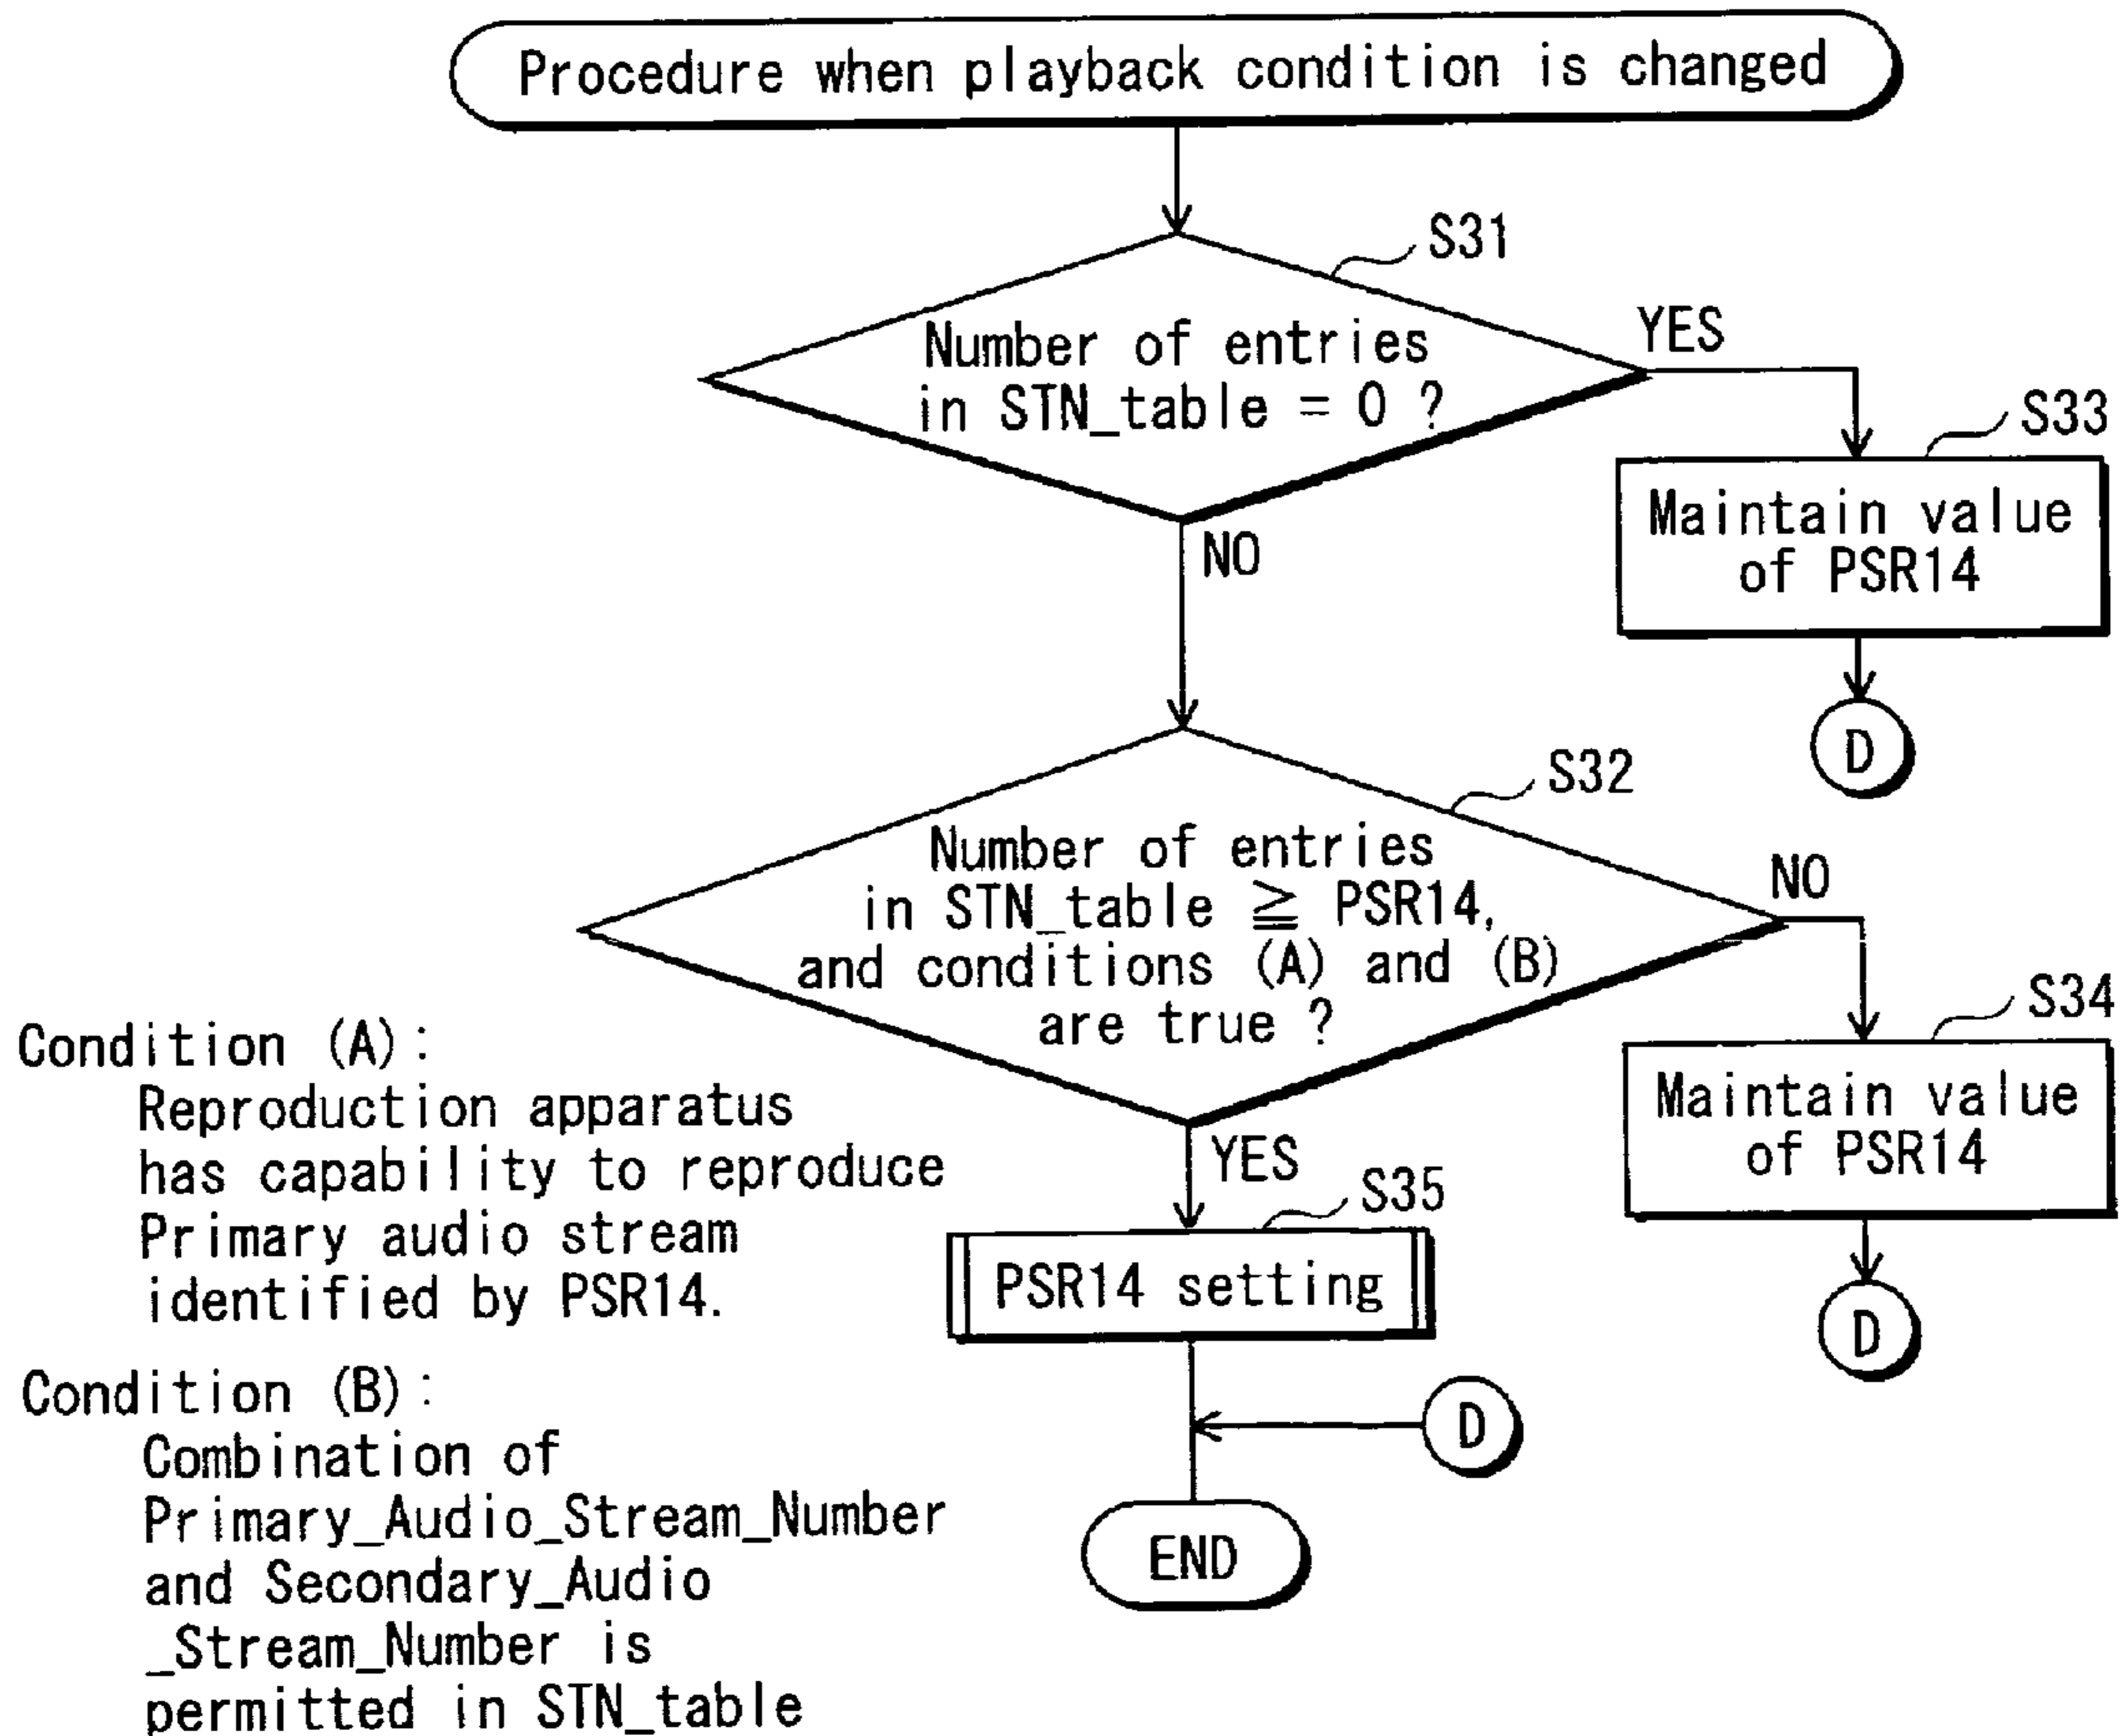 Procedure when playback condition is changed
S31
Number of entries
in STN_table = 0 ?
YES
S33
Maintain value
of PSR14
D
NO
S32
Number of entries
in STN_table ≧ PSR14,
and conditions (A) and (B)
are true ?
NO
S34
Maintain value
of PSR14
D
YES
S35
PSR14 setting
D
END
Condition (A):
Reproduction apparatus
has capability to reproduce
Primary audio stream
identified by PSR14.
Condition (B):
Combination of
Primary_Audio_Stream_Number
and Secondary_Audio
_Stream_Number is
permitted in STN_table